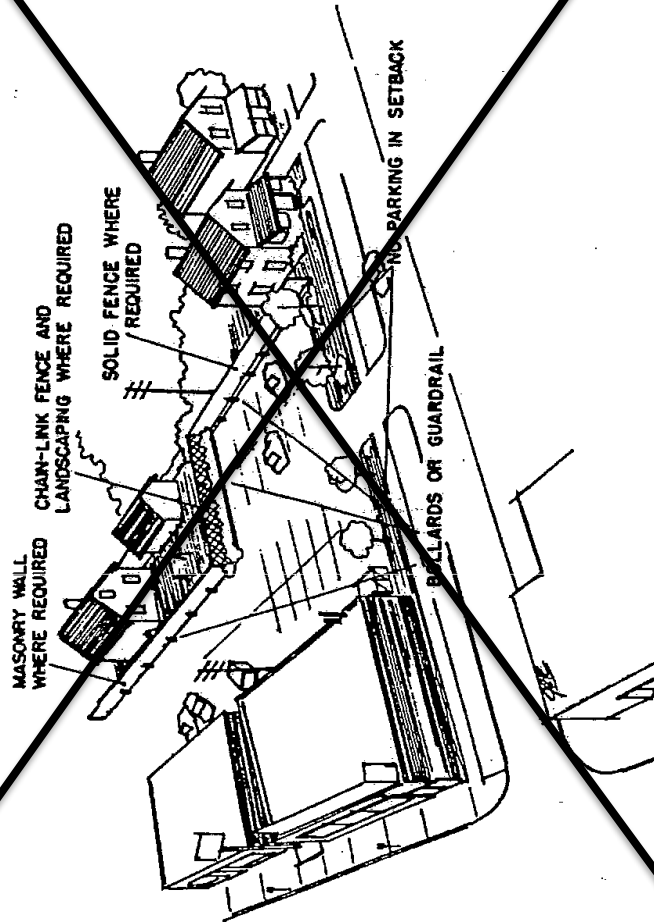 MASONRY WALL
WHERE REQUIRED
CHAIN-LINK FENCE AND
LANDSCAPING WHERE REQUIRED
SOLID FENCE WHERE
REQUIRED
NO PARKING IN SETBACK
BOLLARDS OR GUARDRAIL